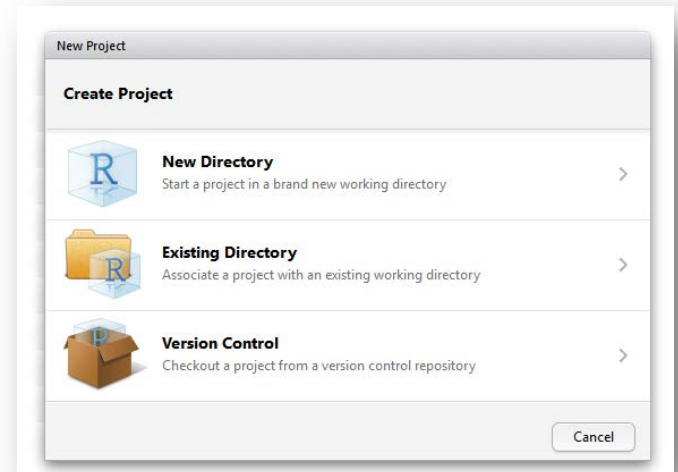 New Project
Create Project
R
New Directory
Start a project in a brand new working directory
R
Existing Directory
Associate a project with an existing working directory
R
Version Control
Checkout a project from a version control repository
Cancel